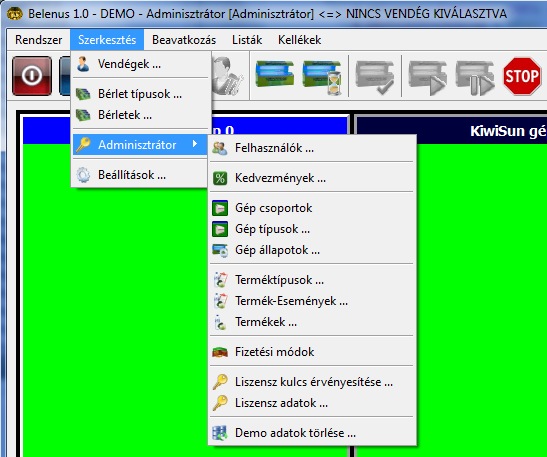 Belenus 1.0 - DEMO - Adminisztrátor [Adminisztrátor] <=> NINCS VENDÉG KIVÁLASZTVA
Rendszer Szerkesztés Beavatkozás Listák Kellékek
Vendégek ...
STOP
Bérlet típusok ...
Bérletek ...
0
KiwiSun gé
Adminisztrátor
Felhasználók ...
Beállítások ...
Kedvezmények ...
Gép csoportok
Gép típusok ...
Gép állapotok ...
Terméktípusok ...
Termék-Események ...
Termékek ...
Fizetési módok
Liszensz kulcs érvényesítése ...
Liszensz adatok ...
Demo adatok törlése ...